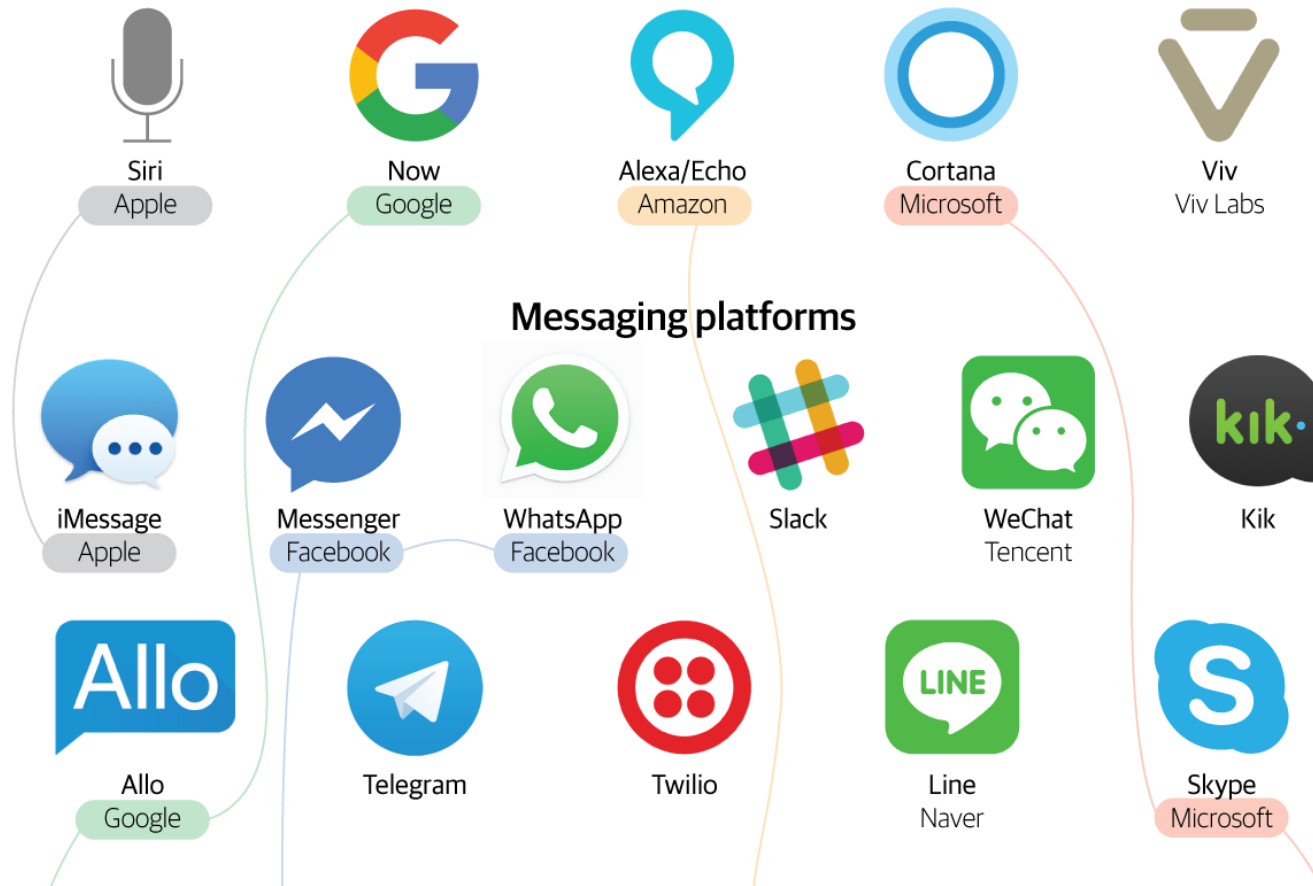 Siri
Apple
Now
Google
Alexa/Echo
Amazon
Cortana
Microsoft
Viv
Viv Labs
Messaging platforms
kik
iMessage
Apple
Messenger
Facebook
WhatsApp
Facebook
Slack
WeChat
Tencent
Kik
Allo
LINE
S
Allo
Google
Telegram
Twilio
Line
Naver
Skype
Microsoft